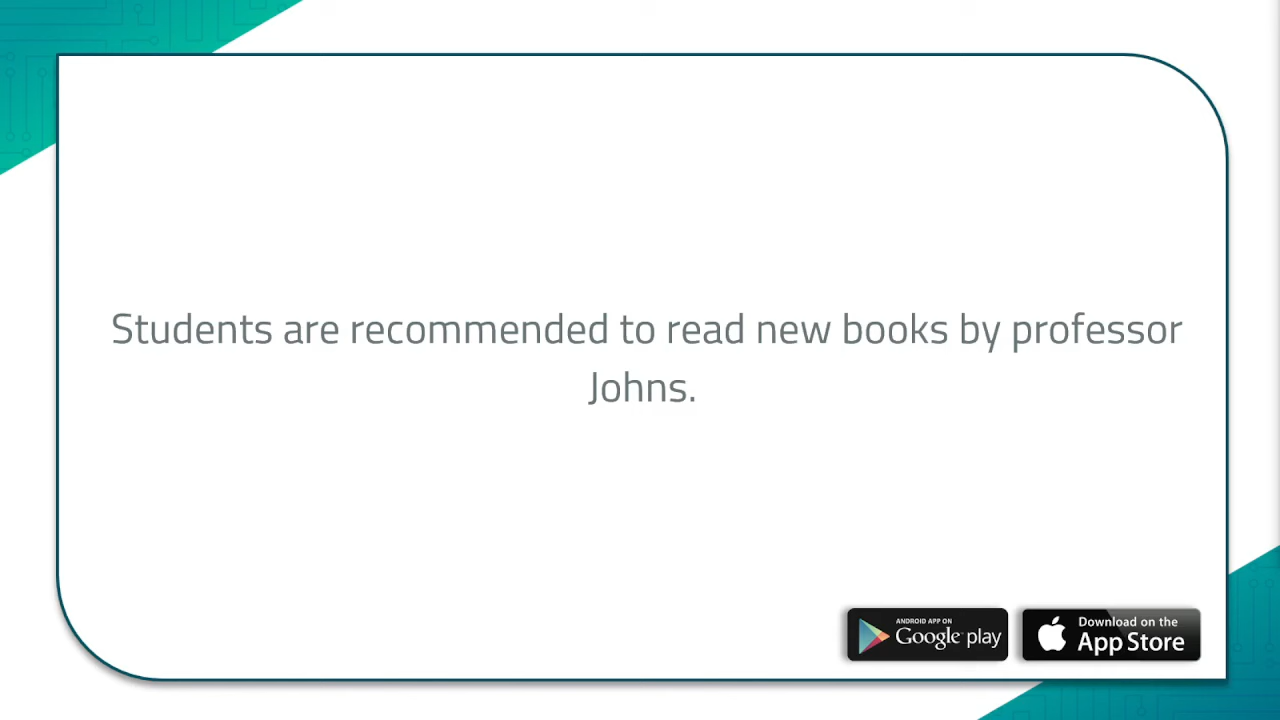 Students are recommended to read new books by professor
Johns.
ANDROID APP ON
Google play
Download on the
App Store